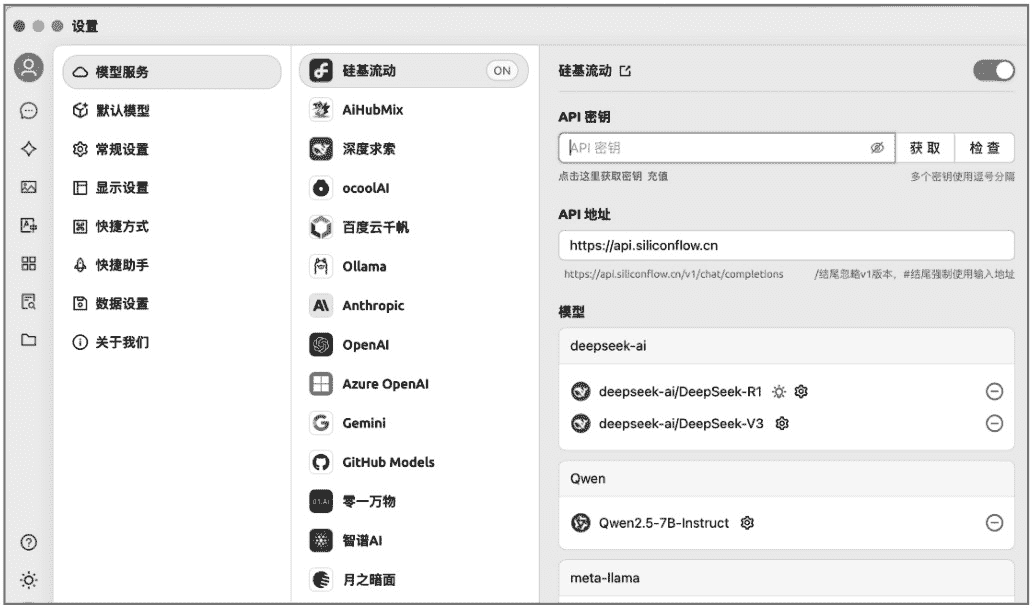 设置
模型服务
默认模型
常规设置
显示设置
快捷方式
快捷助手
数据设置
关于我们
硅基流动 ON
AiHubMix
深度求索
ocoolAI
百度云千帆
Ollama
Anthropic
OpenAI
Azure OpenAI
Gemini
GitHub Models
零一万物
智谱AI
月之暗面
硅基流动
API 密钥
API 密钥 获取 检查
点击这里获取密钥 充值 多个密钥使用逗号分隔
API 地址
https://api.siliconflow.cn
https://api.siliconflow.cn/v1/chat/completions /结尾忽略v1版本，#结尾强制使用输入地址
模型
deepseek-ai
deepseek-ai/DeepSeek-R1
deepseek-ai/DeepSeek-V3
Qwen
Qwen2.5-7B-Instruct
meta-llama